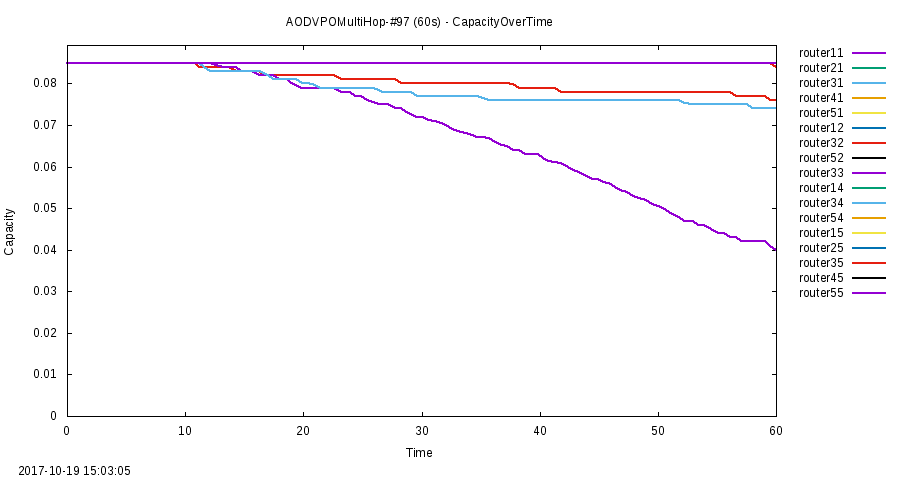 AODVPOMultiHop-#97 (60s) - CapacityOverTime
Capacity
0.08
0.07
0.06
0.05
0.04
0.03
0.02
0.01
0
0 10 20 30 40 50 60
Time
router11
router21
router31
router41
router51
router12
router32
router52
router33
router14
router34
router54
router15
router25
router35
router45
router55
2017-10-19 15:03:05